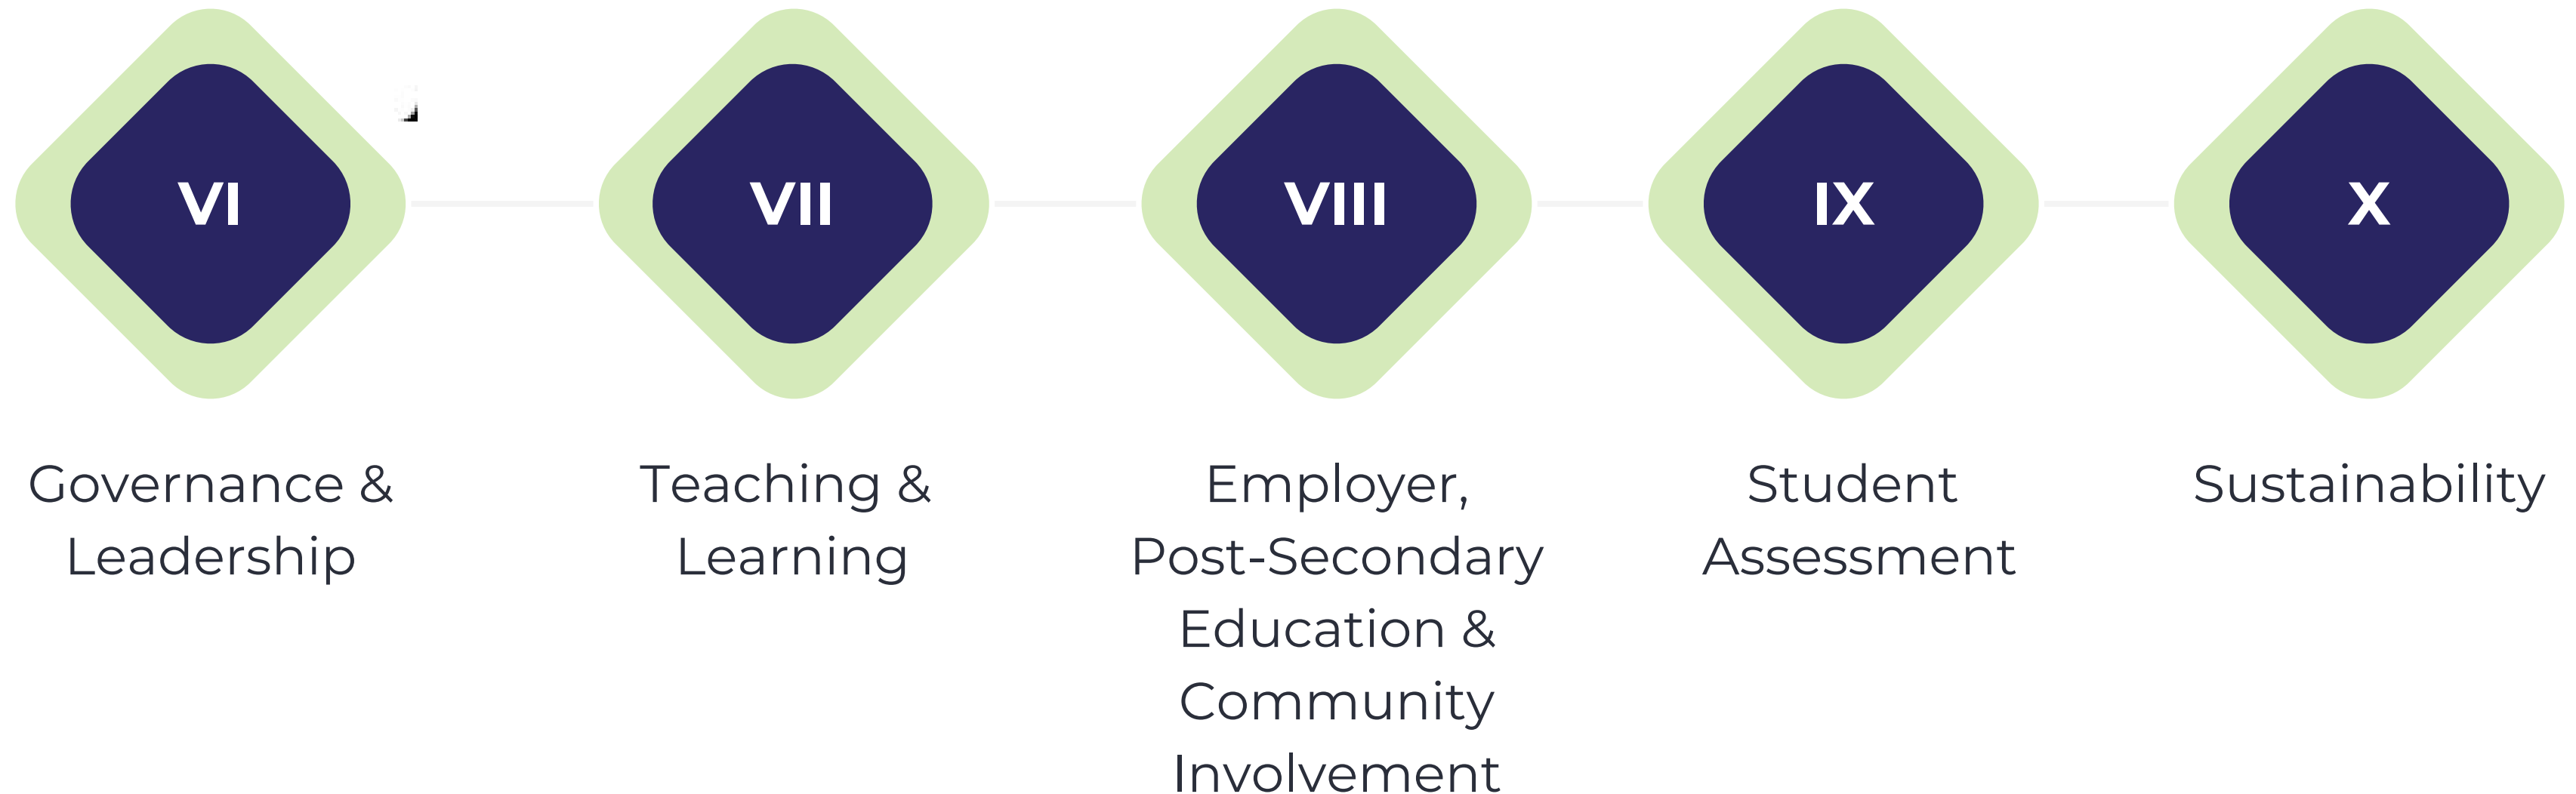 VI
Governance &
Leadership
VII
Teaching &
Learning
VIII
Employer,
Post-Secondary
Education &
Community
Involvement
IX
Student
Assessment
X
Sustainability